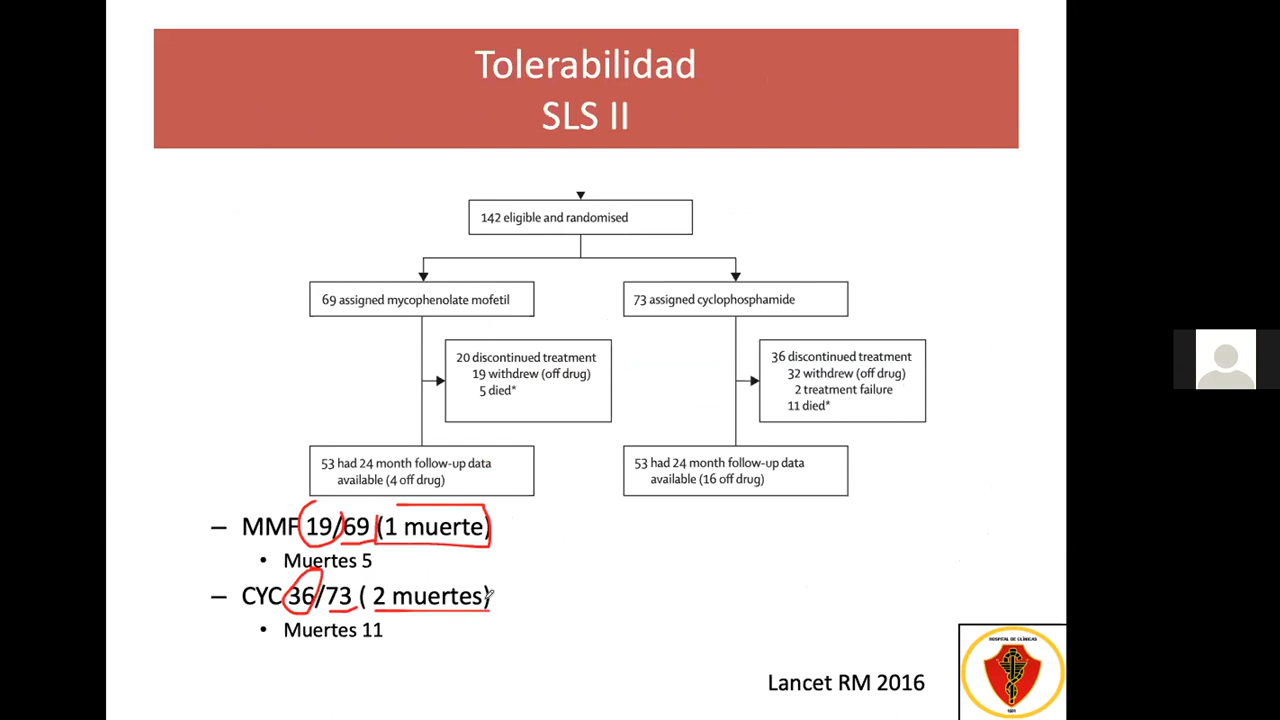 Tolerabilidad
SLS II
142 eligible and randomised
69 assigned mycophenolate mofetil
73 assigned cyclophosphamide
20 discontinued treatment
19 withdrew (off drug)
5 died*
36 discontinued treatment
32 withdrew (off drug)
2 treatment failure
11 died*
53 had 24 month follow-up data
available (4 off drug)
53 had 24 month follow-up data
available (16 off drug)
– MMF 19/69 (1 muerte)
• Muertes 5
– CYC 36/73 ( 2 muertes)
• Muertes 11
Lancet RM 2016
HOSPITAL DE CLÍNICAS